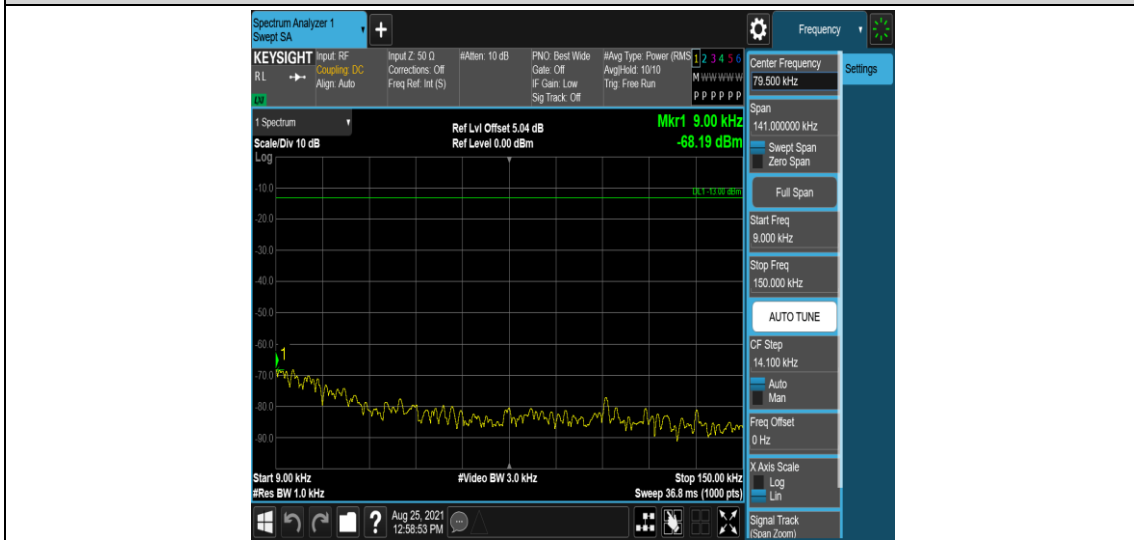 Spectrum Analyzer 1
Swept SA
+
Frequency
KEYSIGHT
RL
Input: RF
Coupling: DC
Align: Auto
Input Z: 50 Ω
Corrections: Off
Freq Ref: Int (S)
#Atten: 10 dB
PNO: Best Wide
Gate: Off
IF Gain: Low
Sig Track: Off
#Avg Type: Power (RMS
Avg|Hold: 10/10
Trig: Free Run
1 2 3 4 5 6
M W W W W W
P P P P P P
1 Spectrum
Scale/Div 10 dB
Log
Ref Lvl Offset 5.04 dB
Ref Level 0.00 dBm
Mkr1 9.00 kHz
-68.19 dBm
DL1 -13.00 dBm
-10.0
-20.0
-30.0
-40.0
-50.0
-60.0
1
-70.0
-80.0
-90.0
Start 9.00 kHz
#Res BW 1.0 kHz
#Video BW 3.0 kHz
Stop 150.00 kHz
Sweep 36.8 ms (1000 pts)
Center Frequency
79.500 kHz
Settings
Span
141.000000 kHz
Swept Span
Zero Span
Full Span
Start Freq
9.000 kHz
Stop Freq
150.000 kHz
AUTO TUNE
CF Step
14.100 kHz
Auto
Man
Freq Offset
0 Hz
X Axis Scale
Log
Lin
Signal Track
(Span Zoom)
?
Aug 25, 2021
12:58:53 PM